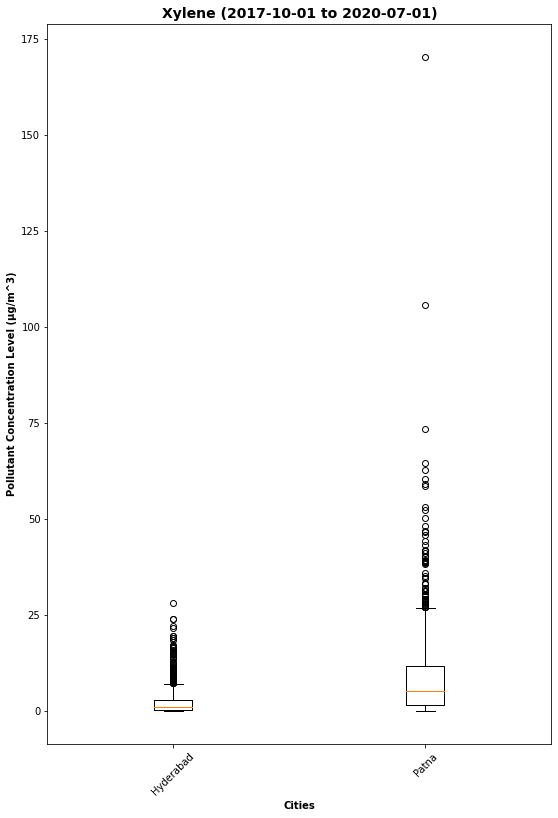 Xylene (2017-10-01 to 2020-07-01)
175
150
125
100
75
50
25
0
Pollutant Concentration Level (µg/m^3)
Hyderabad
Patna
Cities